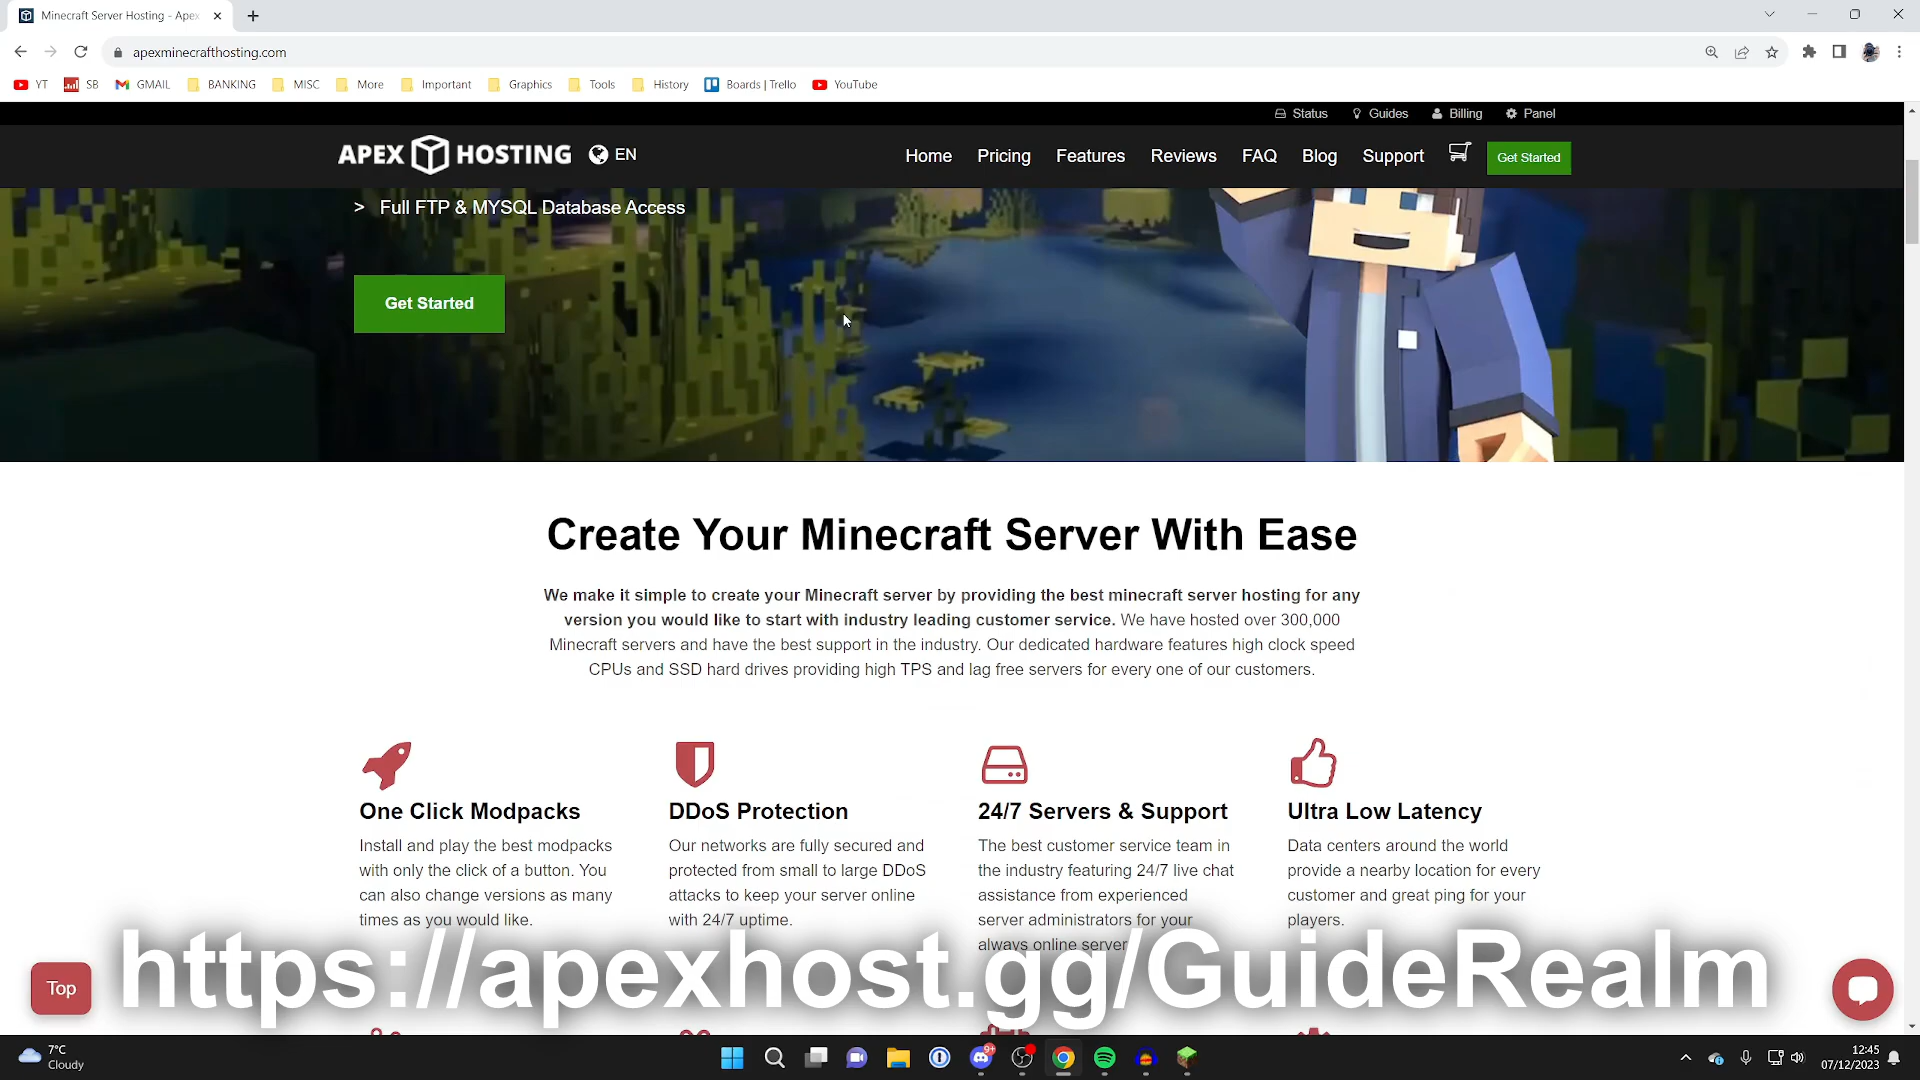 Minecraft Server Hosting - Apex
apexminecrafthosting.com
YT SB GMAIL BANKING MISC More Important Graphics Tools History Boards | Trello YouTube
Status Guides Billing Panel
APEX HOSTING EN Home Pricing Features Reviews FAQ Blog Support Get Started
> Full FTP & MYSQL Database Access
Get Started
Create Your Minecraft Server With Ease
We make it simple to create your Minecraft server by providing the best minecraft server hosting for any
version you would like to start with industry leading customer service. We have hosted over 300,000
Minecraft servers and have the best support in the industry. Our dedicated hardware features high clock speed
CPUs and SSD hard drives providing high TPS and lag free servers for every one of our customers.
One Click Modpacks
Install and play the best modpacks
with only the click of a button. You
can also change versions as many
times as you would like.
DDoS Protection
Our networks are fully secured and
protected from small to large DDoS
attacks to keep your server online
with 24/7 uptime.
24/7 Servers & Support
The best customer service team in
the industry featuring 24/7 live chat
assistance from experienced
server administrators for your
always online server
Ultra Low Latency
Data centers around the world
provide a nearby location for every
customer and great ping for your
players.
Top
https://apexhost.gg/GuideRealm
7°C
Cloudy
12:45
07/12/2023